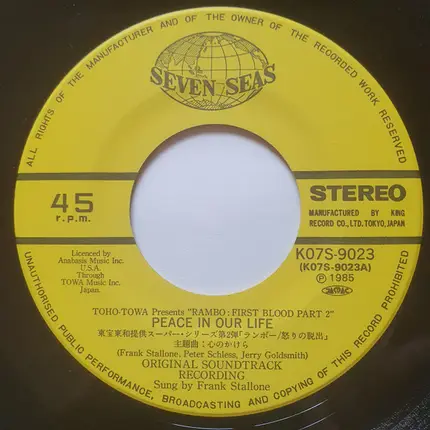 ALL RIGHTS OF THE MANUFACTURER AND OF THE OWNER OF THE RECORDED WORK RESERVED
SEVEN SEAS
45
r.p.m.
STEREO
MANUFACTURED BY KING
RECORD CO., LTD. TOKYO, JAPAN
Licenced by
Anabasis Music Inc.
U.S.A.
Through
TOWA Music Inc.
Japan.
K07S-9023
(K07S-9023A)
Ⓟ 1985
TOHO-TOWA Presents "RAMBO: FIRST BLOOD PART 2"
PEACE IN OUR LIFE
東宝東和提供スーパー・シリーズ第2弾「ランボー/怒りの脱出」
主題曲:心のかけら
(Frank Stallone, Peter Schless, Jerry Goldsmith)
ORIGINAL SOUNDTRACK
RECORDING
Sung by Frank Stallone
UNAUTHORISED PUBLIC PERFORMANCE, BROADCASTING AND COPYING OF THIS RECORD PROHIBITED